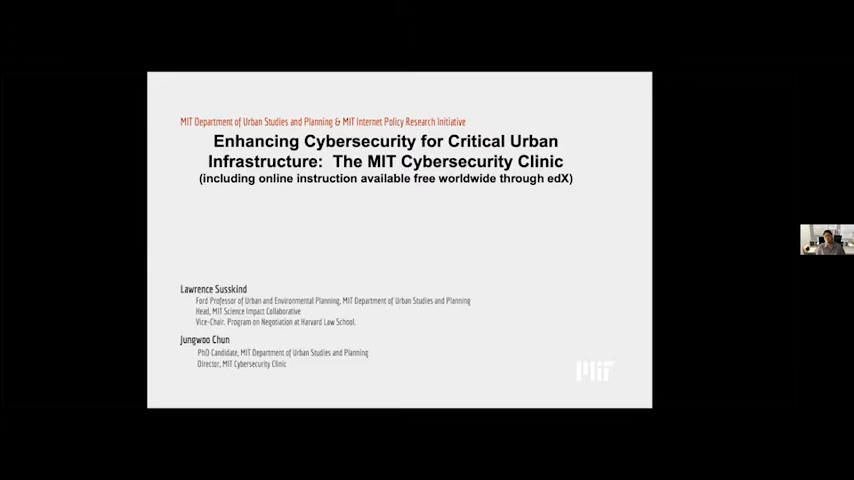 MIT Department of Urban Studies and Planning & MIT Internet Policy Research Initiative
Enhancing Cybersecurity for Critical Urban
Infrastructure: The MIT Cybersecurity Clinic
(including online instruction available free worldwide through edX)
Lawrence Susskind
Ford Professor of Urban and Environmental Planning, MIT Department of Urban Studies and Planning
Head, MIT Science Impact Collaborative
Vice-Chair. Program on Negotiation at Harvard Law School.
Jungwoo Chun
PhD Candidate, MIT Department of Urban Studies and Planning
Director, MIT Cybersecurity Clinic
MIT